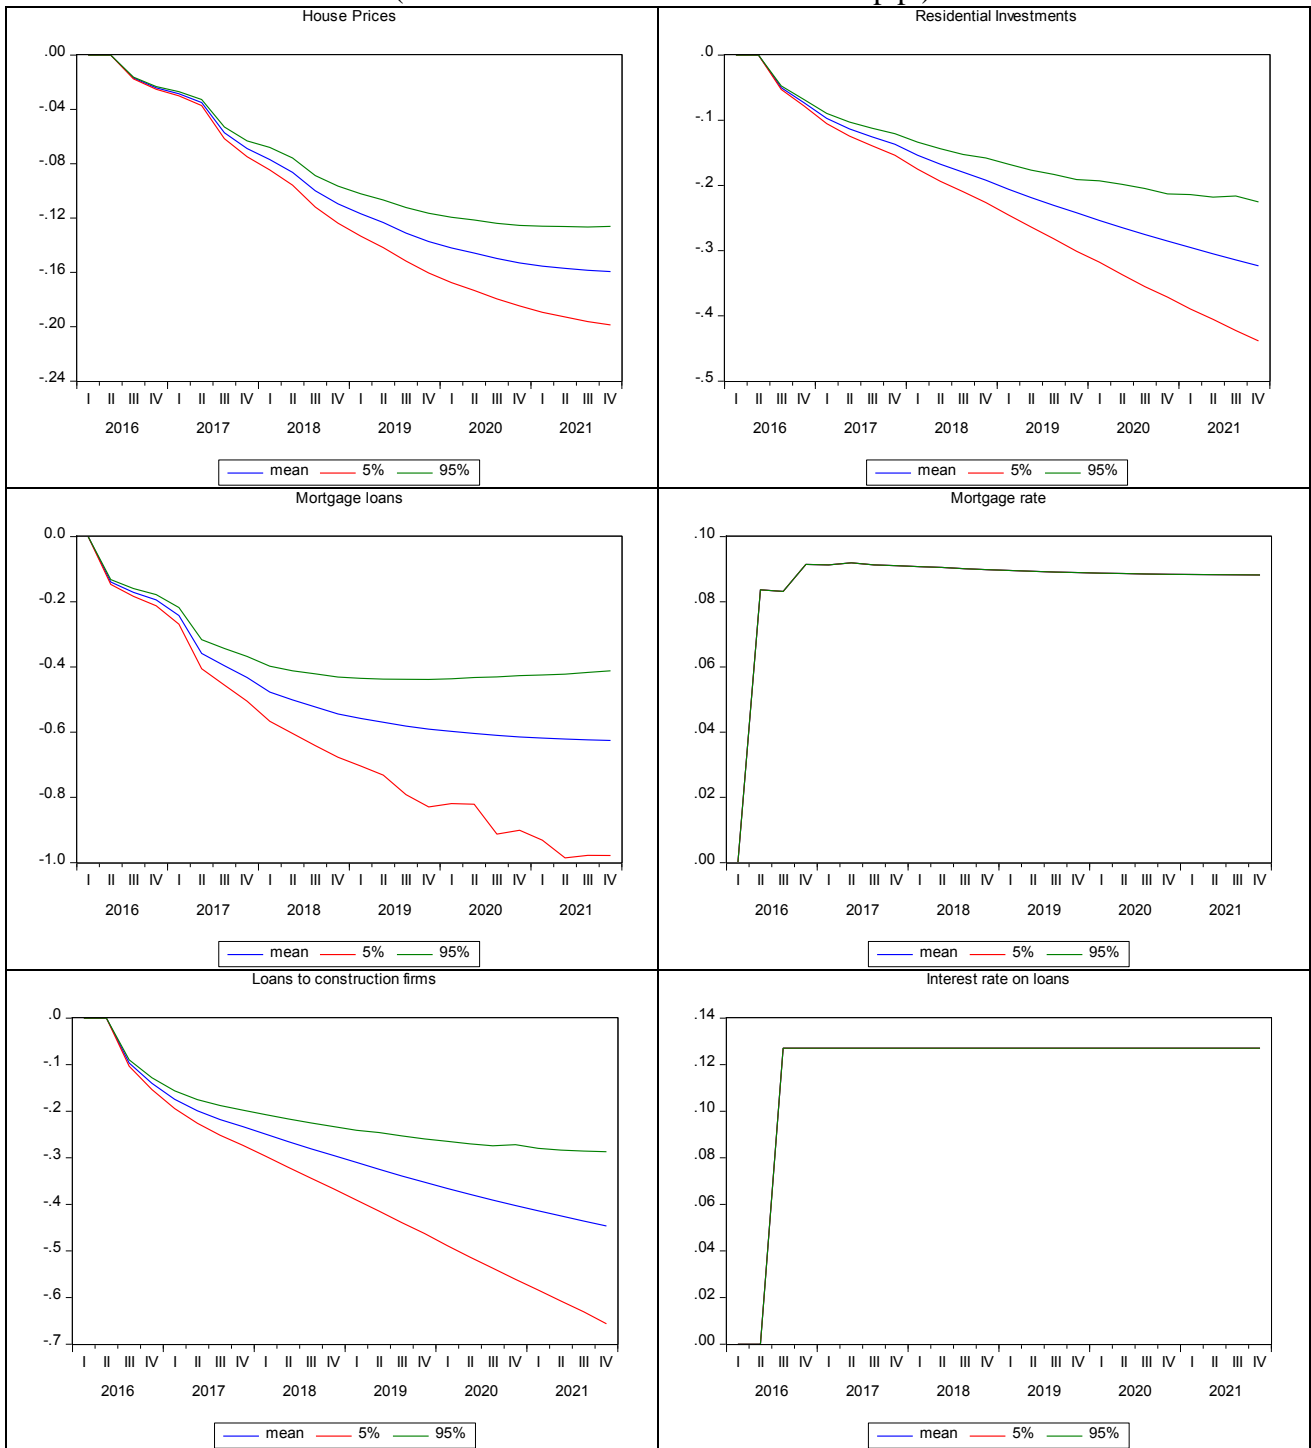 House Prices
.00
-.04
-.08
-.12
-.16
-.20
-.24
I II III IV I II III IV I II III IV I II III IV I II III IV I II III IV
2016 2017 2018 2019 2020 2021
mean 5% 95%
Residential Investments
.0
-.1
-.2
-.3
-.4
-.5
I II III IV I II III IV I II III IV I II III IV I II III IV I II III IV
2016 2017 2018 2019 2020 2021
mean 5% 95%
Mortgage loans
0.0
-0.2
-0.4
-0.6
-0.8
-1.0
I II III IV I II III IV I II III IV I II III IV I II III IV I II III IV
2016 2017 2018 2019 2020 2021
mean 5% 95%
Mortgage rate
.10
.08
.06
.04
.02
.00
I II III IV I II III IV I II III IV I II III IV I II III IV I II III IV
2016 2017 2018 2019 2020 2021
mean 5% 95%
Loans to construction firms
.0
-.1
-.2
-.3
-.4
-.5
-.6
-.7
I II III IV I II III IV I II III IV I II III IV I II III IV I II III IV
2016 2017 2018 2019 2020 2021
mean 5% 95%
Interest rate on loans
.14
.12
.10
.08
.06
.04
.02
.00
I II III IV I II III IV I II III IV I II III IV I II III IV I II III IV
2016 2017 2018 2019 2020 2021
mean 5% 95%